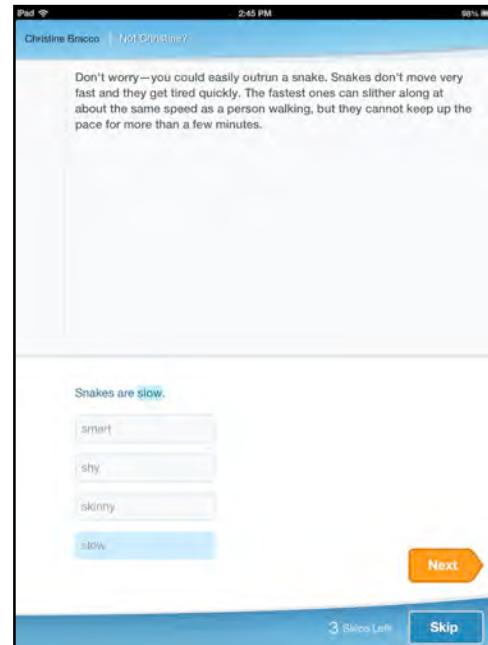 iPad 2:45 PM 98%
Christine Bracco Not Christine?
Don't worry—you could easily outrun a snake. Snakes don't move very
fast and they get tired quickly. The fastest ones can slither along at
about the same speed as a person walking, but they cannot keep up the
pace for more than a few minutes.
Snakes are slow.
smart
shy
skinny
slow
Next
3 Skips Left Skip